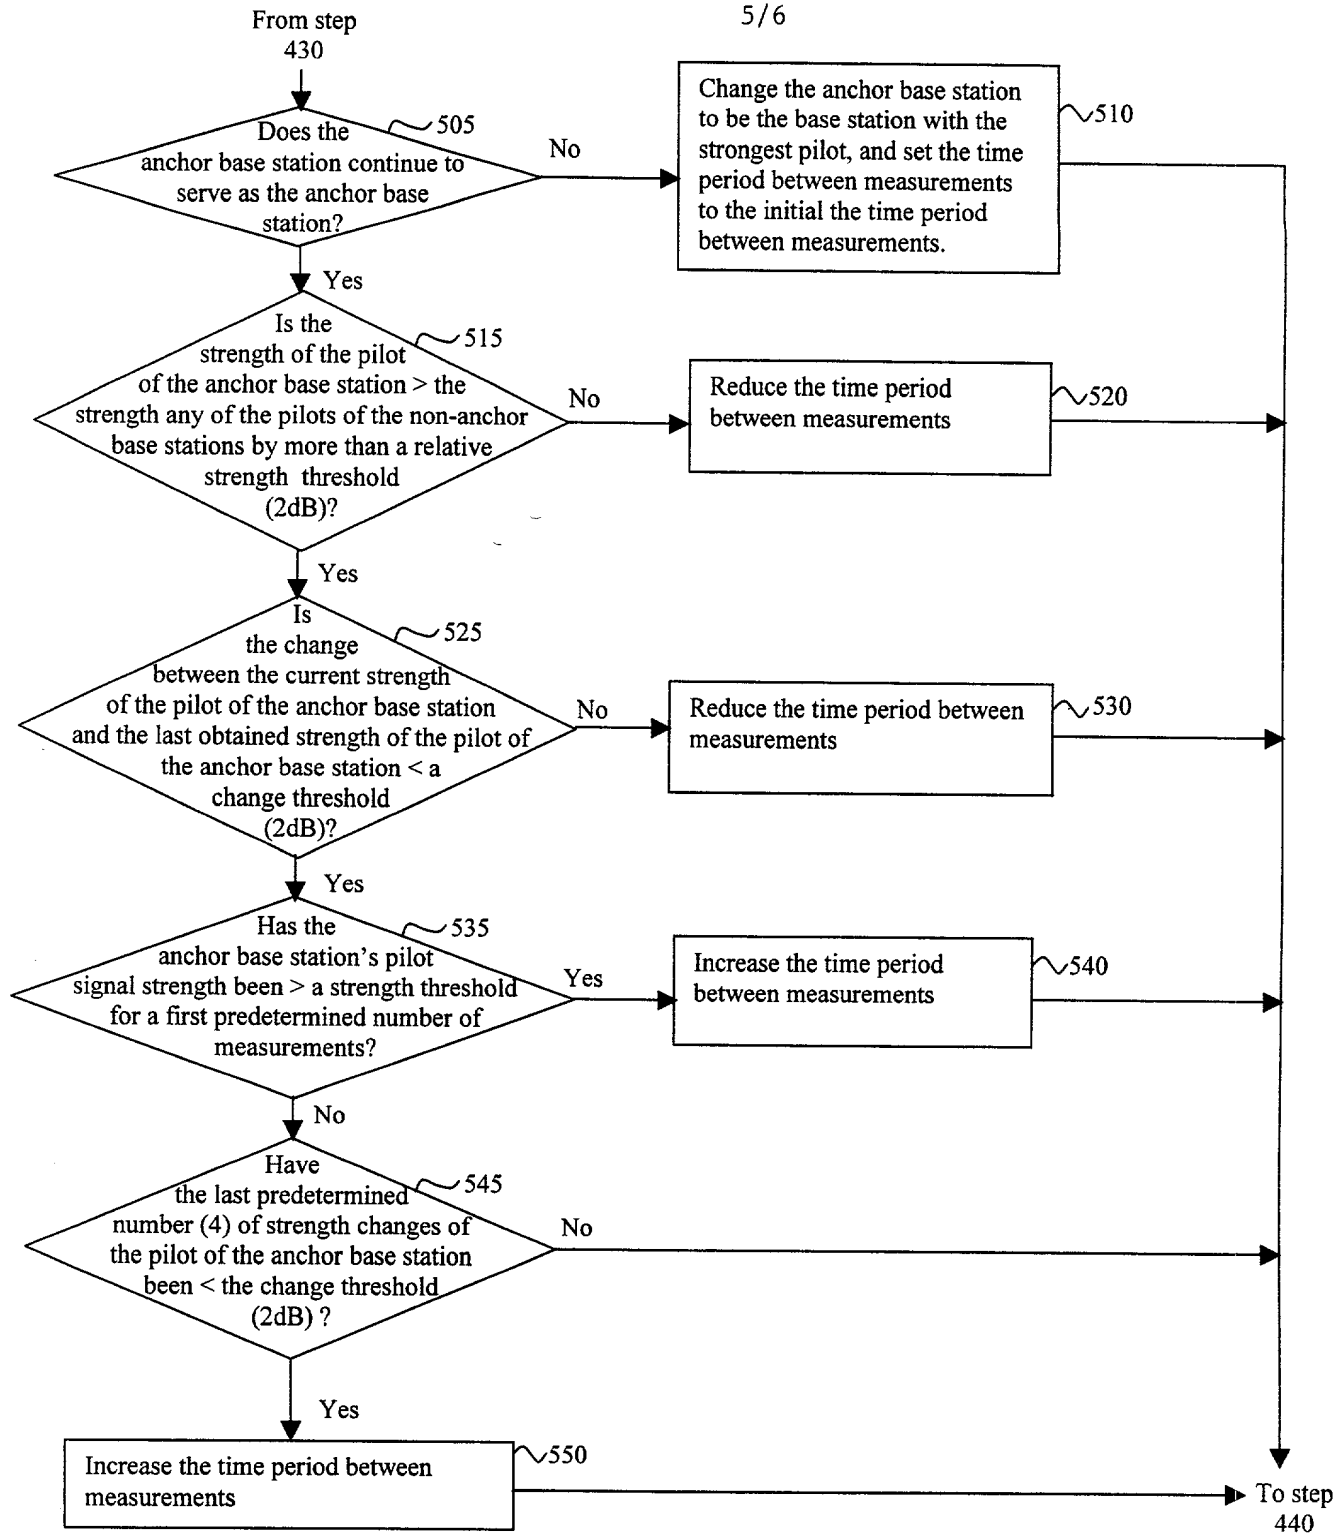 5/6
From step
430
Does the
anchor base station continue to
serve as the anchor base
station?
505
No
Change the anchor base station
to be the base station with the
strongest pilot, and set the time
period between measurements
to the initial the time period
between measurements.
510
Yes
Is the
strength of the pilot
of the anchor base station > the
strength any of the pilots of the non-anchor
base stations by more than a relative
strength threshold
(2dB)?
515
No
Reduce the time period
between measurements
520
Yes
Is
the change
between the current strength
of the pilot of the anchor base station
and the last obtained strength of the pilot of
the anchor base station < a
change threshold
(2dB)?
525
No
Reduce the time period between
measurements
530
Yes
Has the
anchor base station's pilot
signal strength been > a strength threshold
for a first predetermined number of
measurements?
535
Yes
Increase the time period
between measurements
540
No
Have
the last predetermined
number (4) of strength changes of
the pilot of the anchor base station
been < the change threshold
(2dB) ?
545
No
Yes
Increase the time period between
measurements
550
To step
440